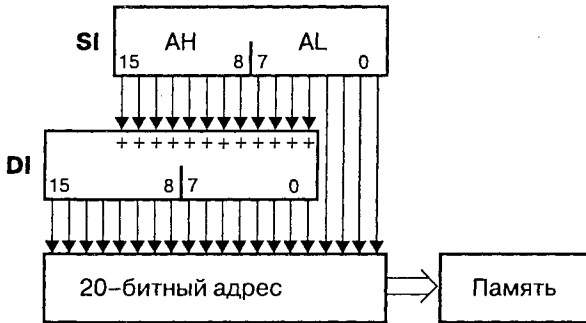 SI AH AL
15 8 7 0
+ + + + + + + + + + + +
DI
15 8 7 0
20-битный адрес Память